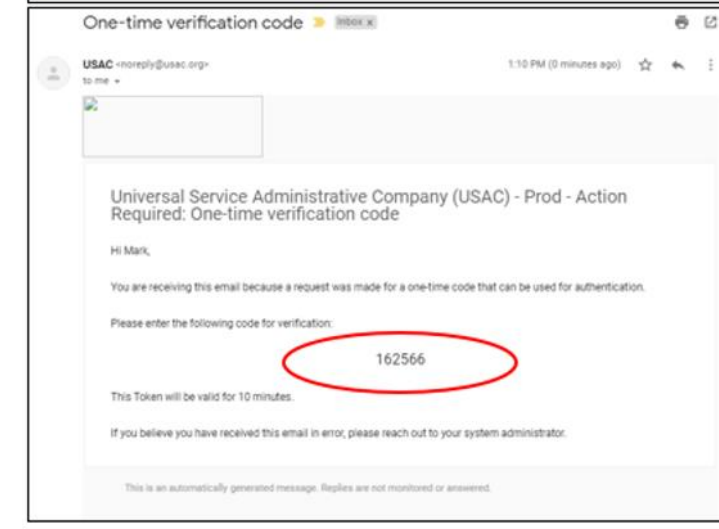 One-time verification code Inbox x
USAC <noreply@usac.org> 1:10 PM (0 minutes ago)
to me
Universal Service Administrative Company (USAC) - Prod - Action
Required: One-time verification code
Hi Mark,
You are receiving this email because a request was made for a one-time code that can be used for authentication.
Please enter the following code for verification:
162566
This Token will be valid for 10 minutes.
If you believe you have received this email in error, please reach out to your system administrator.
This is an automatically generated message. Replies are not monitored or answered.